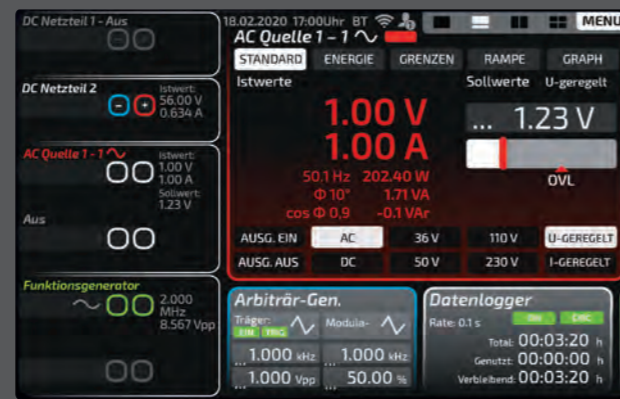 DC Netzteil 1 - Aus
DC Netzteil 2
Istwert:
56.00 V
0.634 A
AC Quelle 1 - 1
Istwert:
1.00 V
1.00 A
Sollwert:
1.23 V
Aus
Funktionsgenerator
2.000
MHz
8.567 Vpp
18.02.2020 17:00Uhr BT
MENU
AC Quelle 1 - 1
STANDARD ENERGIE GRENZEN RAMPE GRAPH
Istwerte Sollwerte U-geregelt
1.00 V
... 1.23 V
1.00 A
50.1 Hz 202.40 W
OVL
Φ 10° 1.71 VA
cos Φ 0,9 -0.1 VAr
AUSG. EIN AC 36 V 110 V U-GEREGELT
AUSG. AUS DC 50 V 230 V I-GEREGELT
Arbiträr-Gen.
Träger: Modula-
EIN TRIG
... 1.000 kHz ... 1.000 kHz
... 1.000 Vpp ... 50.00 %
Datenlogger
Rate: 0.1 s
Total: 00:03:20 h
Genutzt: 00:00:00 h
Verbleibend: 00:03:20 h